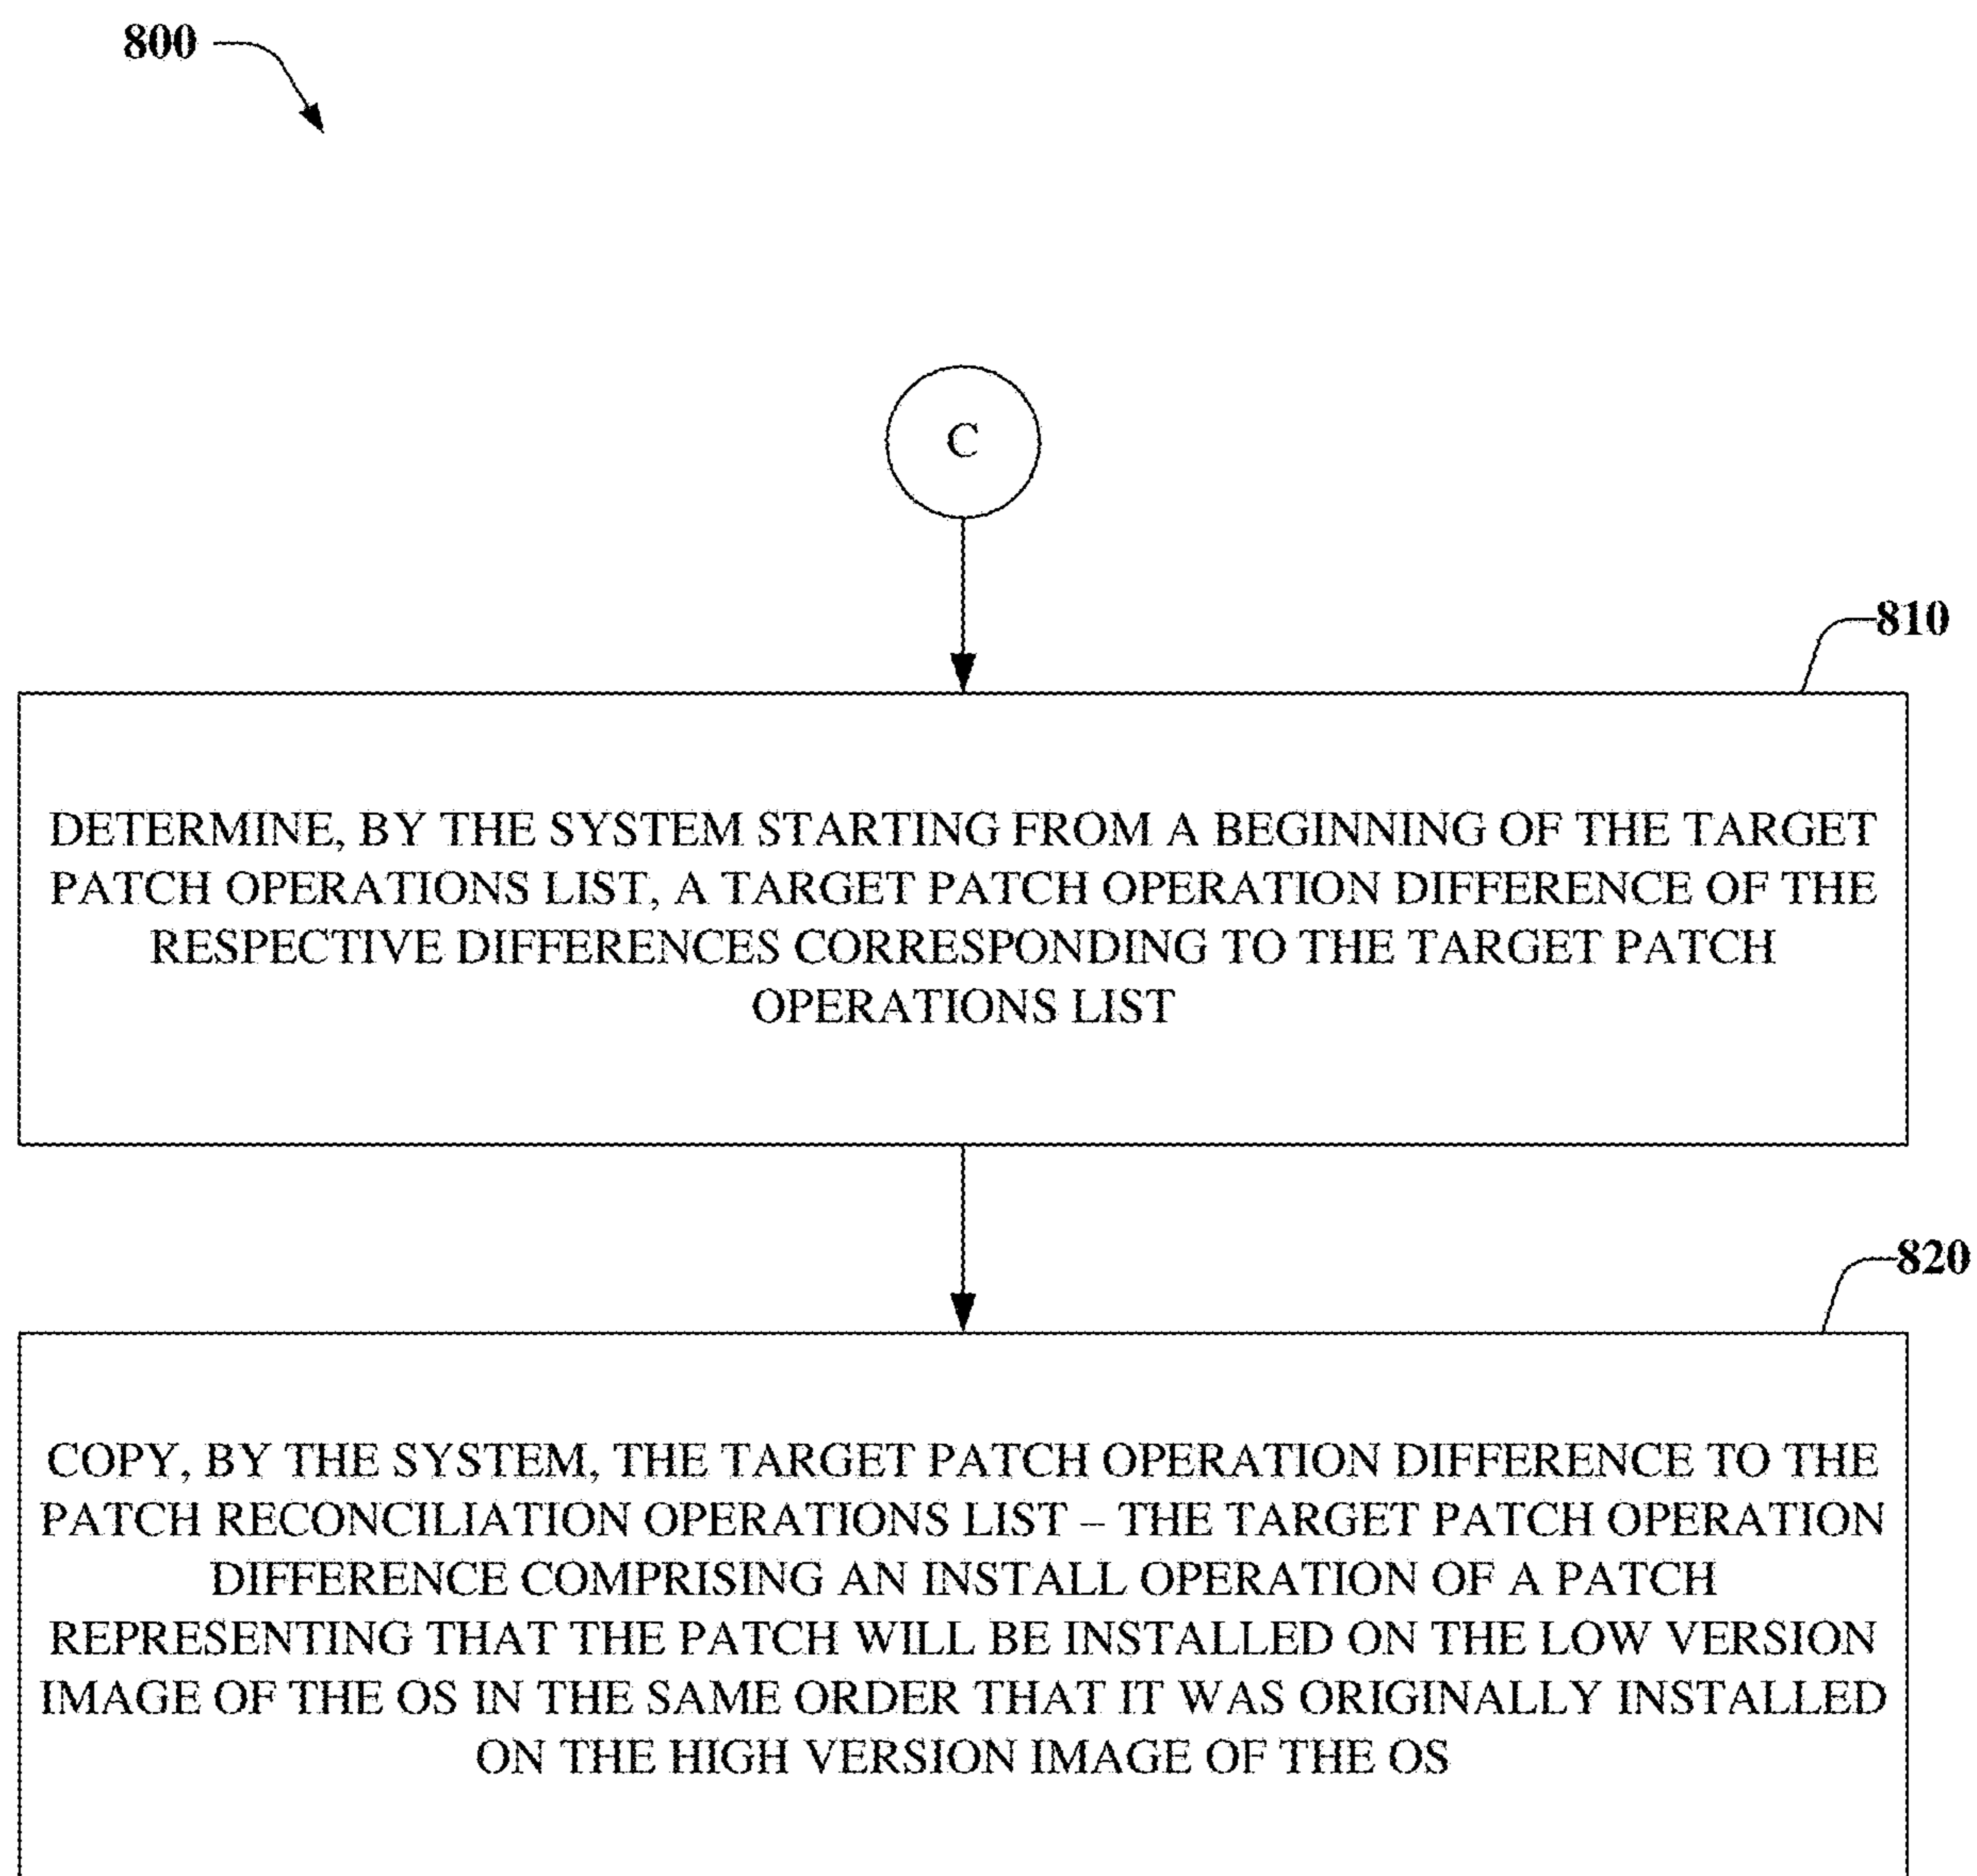 800
C
810
DETERMINE, BY THE SYSTEM STARTING FROM A BEGINNING OF THE TARGET
PATCH OPERATIONS LIST, A TARGET PATCH OPERATION DIFFERENCE OF THE
RESPECTIVE DIFFERENCES CORRESPONDING TO THE TARGET PATCH
OPERATIONS LIST
820
COPY, BY THE SYSTEM, THE TARGET PATCH OPERATION DIFFERENCE TO THE
PATCH RECONCILIATION OPERATIONS LIST – THE TARGET PATCH OPERATION
DIFFERENCE COMPRISING AN INSTALL OPERATION OF A PATCH
REPRESENTING THAT THE PATCH WILL BE INSTALLED ON THE LOW VERSION
IMAGE OF THE OS IN THE SAME ORDER THAT IT WAS ORIGINALLY INSTALLED
ON THE HIGH VERSION IMAGE OF THE OS